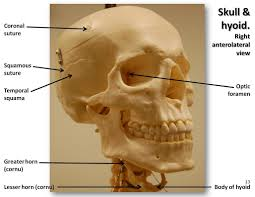 Skull &
hyoid.
Right
anterolateral
view
Coronal
suture
Squamous
suture
Temporal
squama
Optic
foramen
Greater horn
(cornu)
Lesser horn (cornu)
Body of hyoid
13